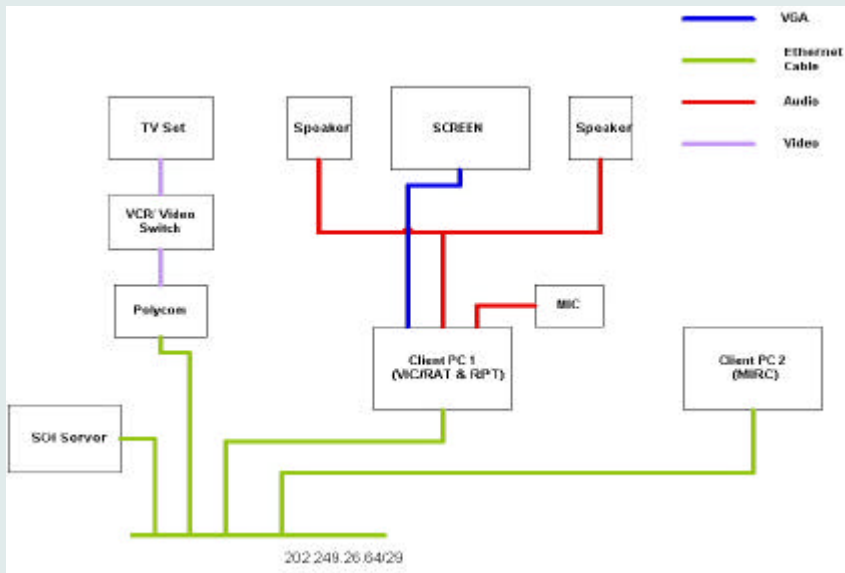 VGA
Ethernet
Cable
Audio
Video
TV Set
Speaker
SCREEN
Speaker
VCR/ Video
Switch
Polycom
MIC
Client PC 1
(VIC/RAT & RPT)
Client PC 2
(MIRC)
SOI Server
202.249.26.64/29